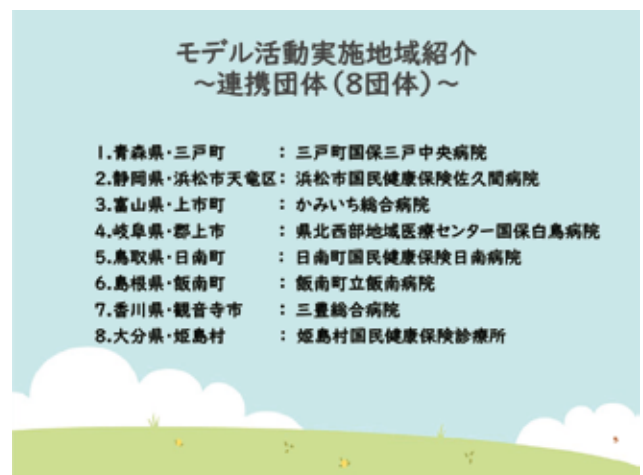 モデル活動実施地域紹介
~連携団体(8団体)~
1.青森県・三戸町 : 三戸町国保三戸中央病院
2.静岡県・浜松市天竜区: 浜松市国民健康保険佐久間病院
3.富山県・上市町 : かみいち総合病院
4.岐阜県・郡上市 : 県北西部地域医療センター国保白鳥病院
5.鳥取県・日南町 : 日南町国民健康保険日南病院
6.島根県・飯南町 : 飯南町立飯南病院
7.香川県・観音寺市 : 三豊総合病院
8.大分県・姫島村 : 姫島村国民健康保険診療所